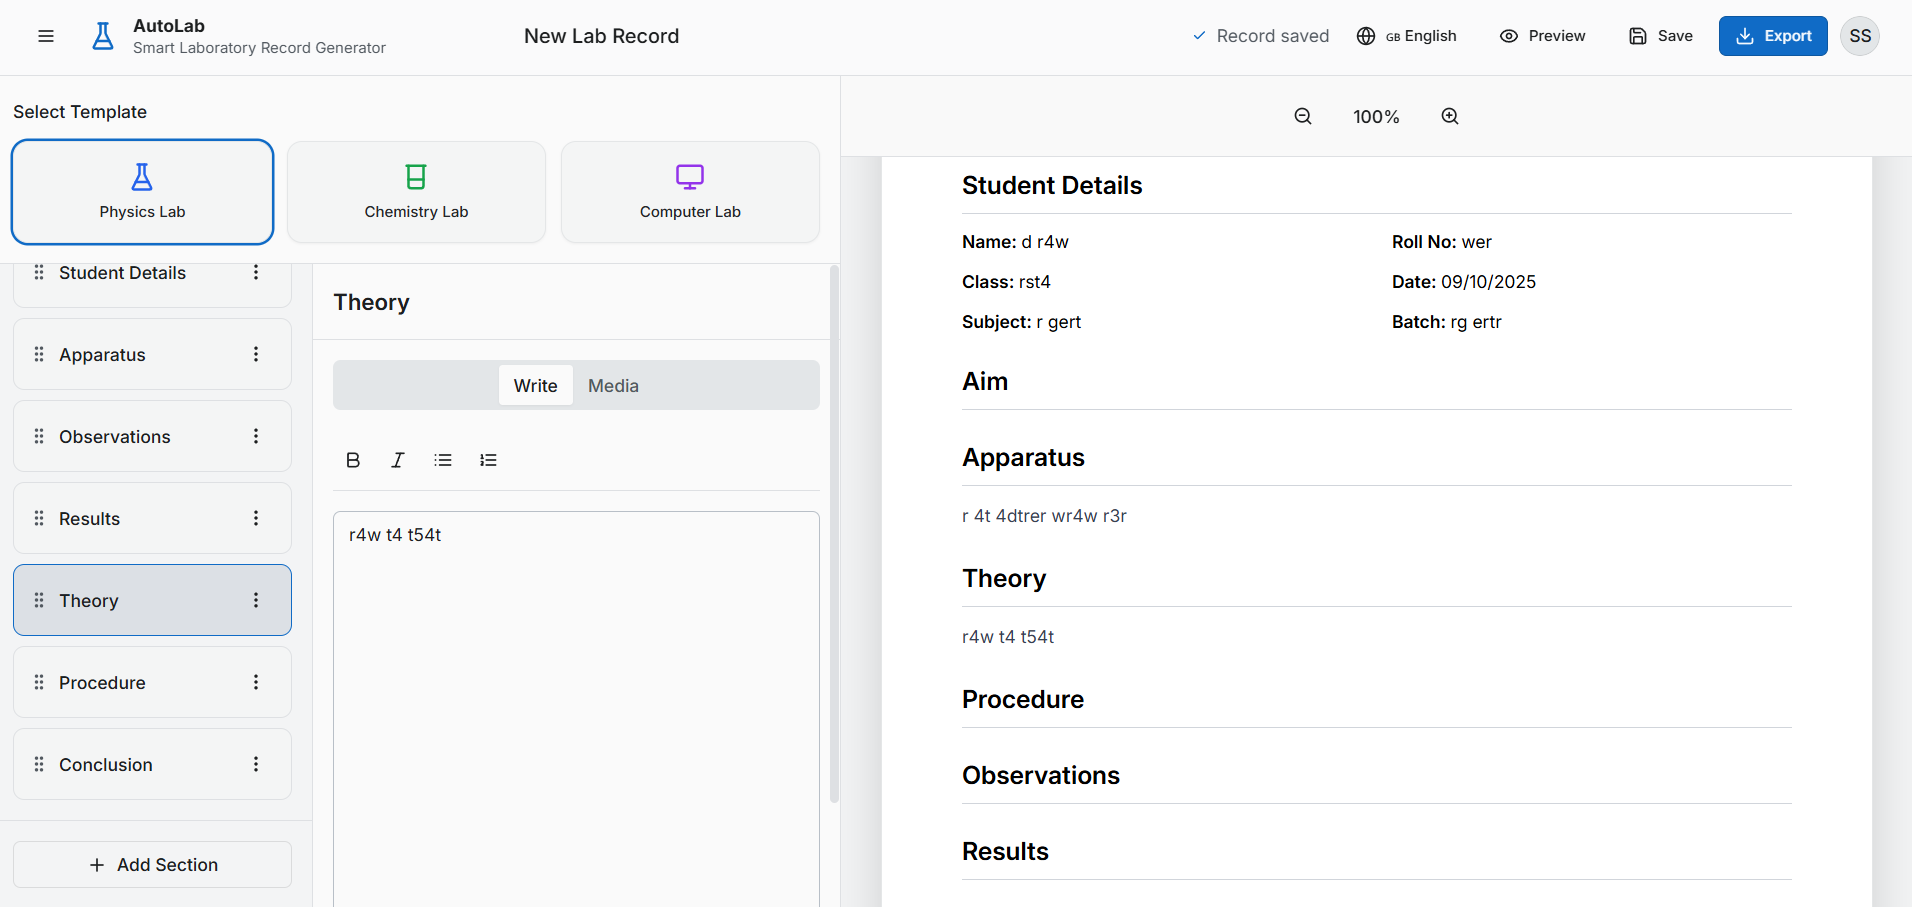 AutoLab
Smart Laboratory Record Generator
New Lab Record
Record saved
GB English
Preview
Save
Export
SS
Select Template
Physics Lab
Chemistry Lab
Computer Lab
Student Details
Apparatus
Observations
Results
Theory
Procedure
Conclusion
Add Section
Theory
Write
Media
B
I
r4w t4 t54t
100%
Student Details
Name: d r4w
Roll No: wer
Class: rst4
Date: 09/10/2025
Subject: r gert
Batch: rg ertr
Aim
Apparatus
r 4t 4dtrer wr4w r3r
Theory
r4w t4 t54t
Procedure
Observations
Results